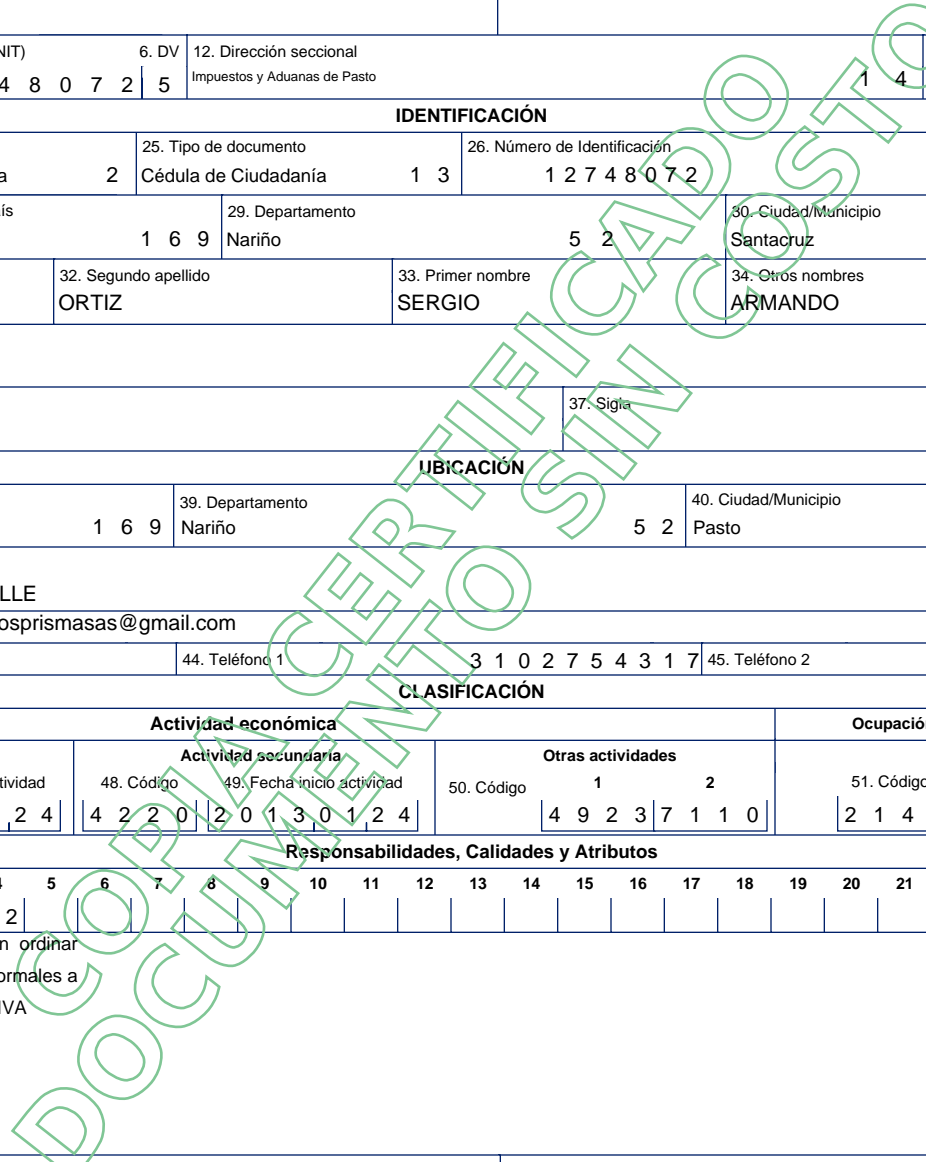 NIT) 6. DV 12. Dirección seccional
4 8 0 7 2 5 Impuestos y Aduanas de Pasto 1 4
IDENTIFICACIÓN
25. Tipo de documento 26. Número de Identificación
a 2 Cédula de Ciudadanía 1 3 1 2 7 4 8 0 7 2
ís 29. Departamento 30. Ciudad/Municipio
1 6 9 Nariño 5 2 Santacruz
32. Segundo apellido 33. Primer nombre 34. Otros nombres
ORTIZ SERGIO ARMANDO
37. Sigla
UBICACIÓN
39. Departamento 40. Ciudad/Municipio
1 6 9 Nariño 5 2 Pasto
LLE
osprismasas@gmail.com
44. Teléfono 1 3 1 0 2 7 5 4 3 1 7 45. Teléfono 2
CLASIFICACIÓN
Actividad económica Ocupació
Actividad secundaria Otras actividades
tividad 48. Código 49. Fecha inicio actividad 50. Código 1 2 51. Código
2 4 4 2 2 0 2 0 1 3 0 1 2 4 4 9 2 3 7 1 1 0 2 1 4
Responsabilidades, Calidades y Atributos
4 5 6 7 8 9 10 11 12 13 14 15 16 17 18 19 20 21
2
n ordinar
ormales a
IVA
COPIA CERTIFICADO
DOCUMENTO SIN COSTO